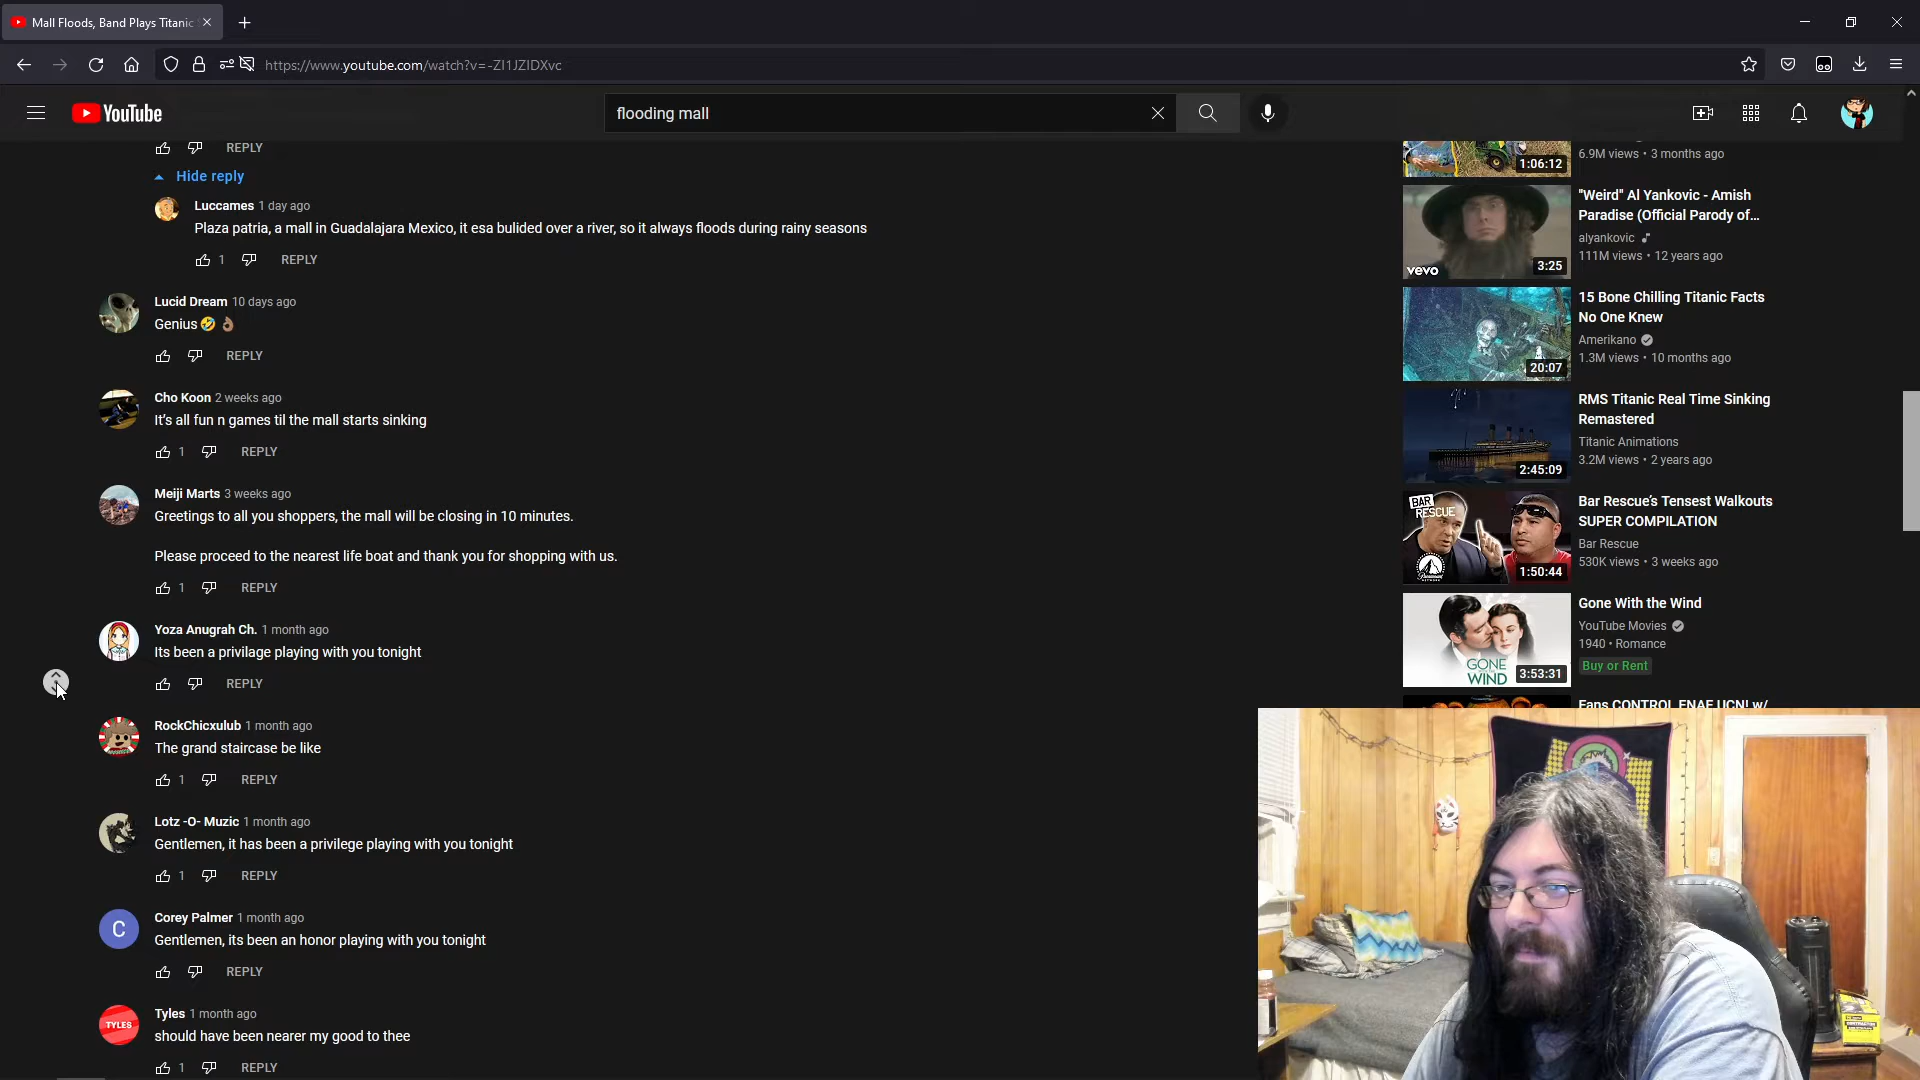 Mall Floods, Band Plays Titanic
https://www.youtube.com/watch?v=-ZI1JZIDXvc
YouTube
flooding mall
REPLY
Hide reply
Luccames 1 day ago
Plaza patria, a mall in Guadalajara Mexico, it esa bulided over a river, so it always floods during rainy seasons
1 REPLY
Lucid Dream 10 days ago
Genius🤣👌🏽
REPLY
Cho Koon 2 weeks ago
It's all fun n games til the mall starts sinking
1 REPLY
Meiji Marts 3 weeks ago
Greetings to all you shoppers, the mall will be closing in 10 minutes.
Please proceed to the nearest life boat and thank you for shopping with us.
1 REPLY
Yoza Anugrah Ch. 1 month ago
Its been a privilage playing with you tonight
REPLY
RockChicxulub 1 month ago
The grand staircase be like
1 REPLY
Lotz -O- Muzic 1 month ago
Gentlemen, it has been a privilege playing with you tonight
1 REPLY
C
Corey Palmer 1 month ago
Gentlemen, its been an honor playing with you tonight
REPLY
TYLES
Tyles 1 month ago
should have been nearer my good to thee
1 REPLY
1:06:12
6.9M views • 3 months ago
vevo
3:25
"Weird" Al Yankovic - Amish
Paradise (Official Parody of...
alyankovic
111M views • 12 years ago
20:07
15 Bone Chilling Titanic Facts
No One Knew
Amerikano
1.3M views • 10 months ago
2:45:09
RMS Titanic Real Time Sinking
Remastered
Titanic Animations
3.2M views • 2 years ago
BAR
RESCUE
Paramount
1:50:44
Bar Rescue's Tensest Walkouts
SUPER COMPILATION
Bar Rescue
530K views • 3 weeks ago
GONE
WITH THE
WIND
3:53:31
Gone With the Wind
YouTube Movies
1940 • Romance
Buy or Rent
Fans CONTROL FNAF UCN! w/